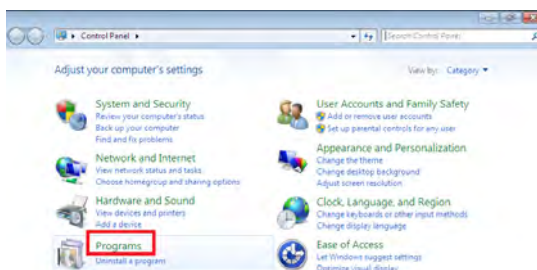 Control Panel
Search Control Panel
Adjust your computer's settings
View by: Category
System and Security
Review your computer's status
Back up your computer
Find and fix problems
Network and Internet
View network status and tasks
Choose homegroup and sharing options
Hardware and Sound
View devices and printers
Add a device
Programs
Uninstall a program
User Accounts and Family Safety
Add or remove user accounts
Set up parental controls for any user
Appearance and Personalization
Change the theme
Change desktop background
Adjust screen resolution
Clock, Language, and Region
Change keyboards or other input methods
Change display language
Ease of Access
Let Windows suggest settings
Optimize visual display